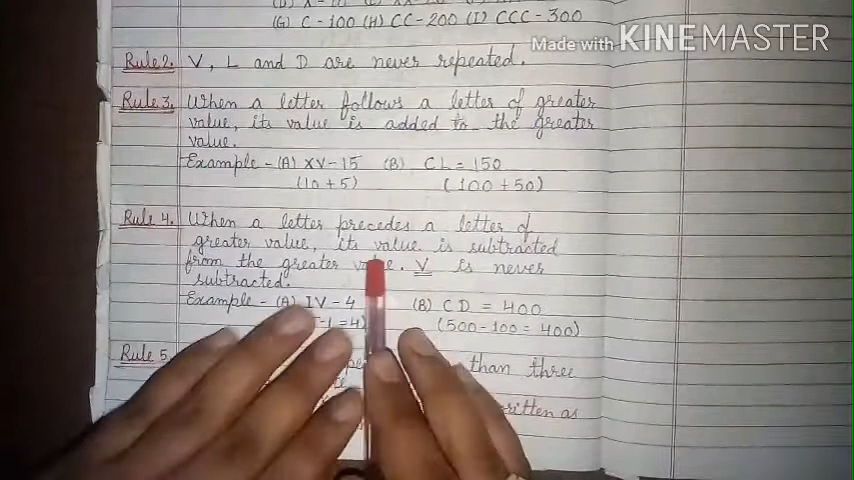 (G) C-100 (H) CC-200 (I) CCC-300
Made with KINEMASTER
Rule 2. V, L and D are never repeated.
Rule 3. When a letter follows a letter of greater
value, its value is added to the greater
value.
Example - (A) XV-15 (B) CL = 150
(10+5) (100+50)
Rule 4. When a letter precedes a letter of
greater value, its value is subtracted
from the greater V is never
subtracted.
Example - (A) IV-4 (B) CD = 400
-1=4) (500-100=400)
Rule 5. than three
written as